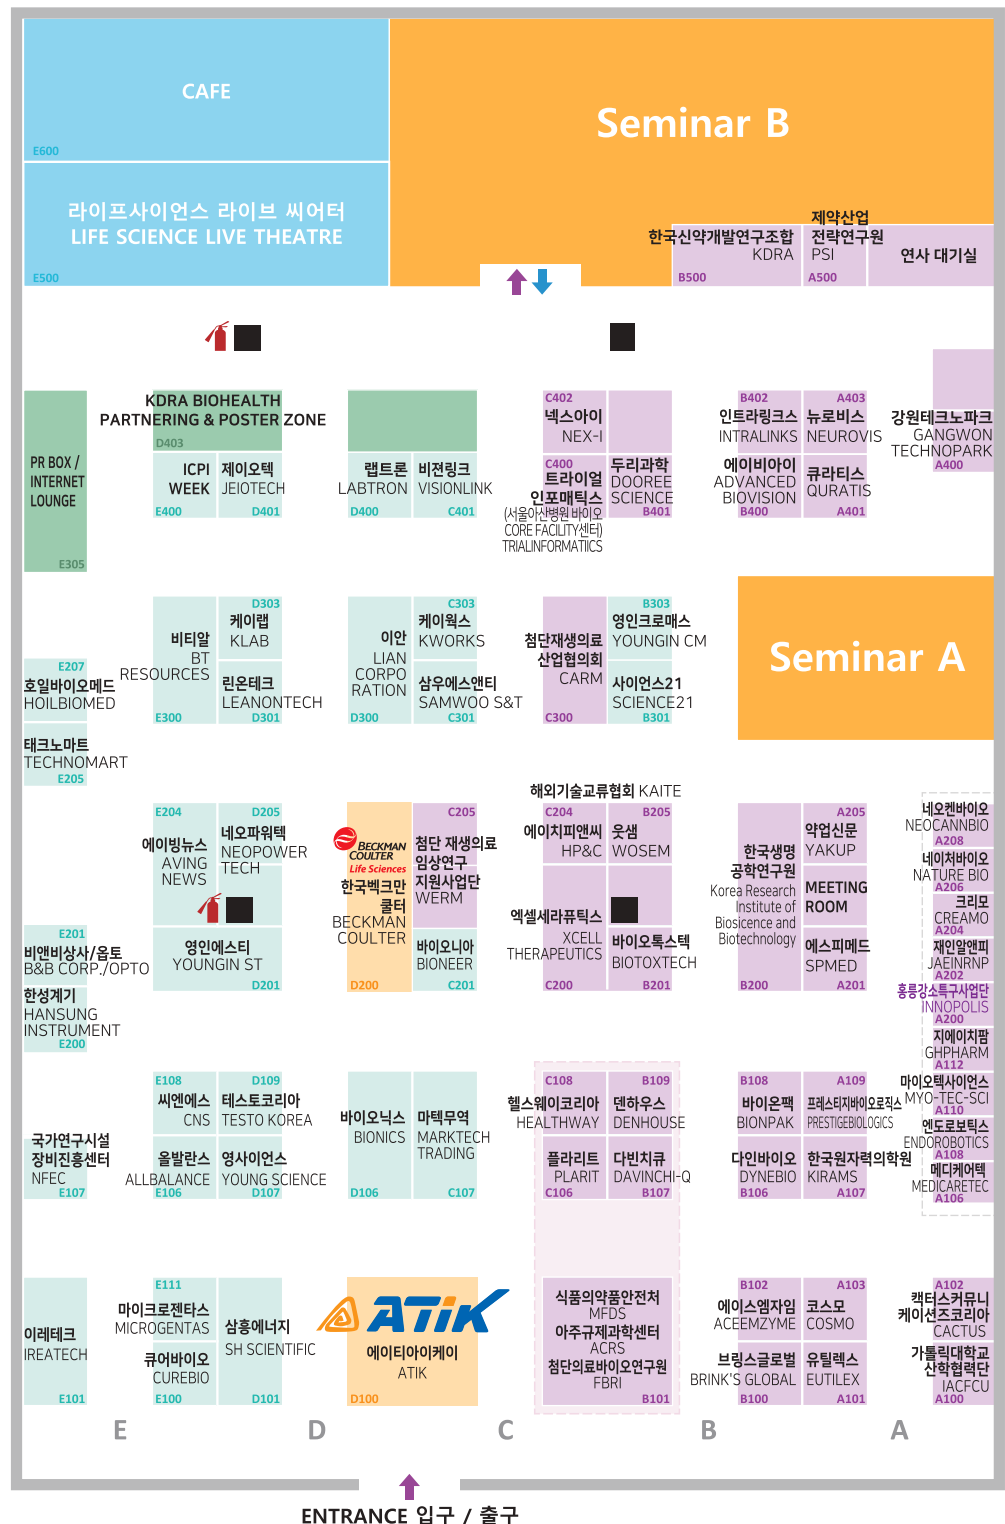 CAFE
E600
Seminar B
라이프사이언스 라이브 씨어터
LIFE SCIENCE LIVE THEATRE
E500
한국신약개발연구조합
KDRA
B500
제약산업
전략연구원
PSI
A500
연사 대기실
PR BOX /
INTERNET
LOUNGE
E305
KDRA BIOHEALTH
PARTNERING & POSTER ZONE
D403
ICPI
WEEK
E400
제이오텍
JEIOTECH
D401
랩트론
LABTRON
D400
비젼링크
VISIONLINK
C401
C402
넥스아이
NEX-I
C400
트라이얼
인포매틱스
(서울아산병원 바이오
CORE FACILITY센터)
TRIALINFORMATIICS
두리과학
DOOREE
SCIENCE
B401
B402
인트라링크스
INTRALINKS
A403
뉴로비스
NEUROVIS
에이비아이
ADVANCED
BIOVISION
B400
큐라티스
QURATIS
A401
강원테크노파크
GANGWON
TECHNOPARK
A400
비티알
BT
RESOURCES
E300
D303
케이랩
KLAB
린온테크
LEANONTECH
D301
이안
LIAN
CORPO
RATION
D300
C303
케이웍스
KWORKS
삼우에스앤티
SAMWOO S&T
C301
첨단재생의료
산업협의회
CARM
C300
B303
영인크로매스
YOUNGIN CM
사이언스21
SCIENCE21
B301
Seminar A
E207
호일바이오메드
HOILBIOMED
태크노마트
TECHNOMART
E205
E204
에이빙뉴스
AVING
NEWS
D205
네오파워텍
NEOPOWER
TECH
영인에스티
YOUNGIN ST
D201
BECKMAN
COULTER
Life Sciences
한국벡크만
쿨터
BECKMAN
COULTER
D200
C205
첨단 재생의료
임상연구
지원사업단
WERM
바이오니아
BIONEER
C201
해외기술교류협회 KAITE
C204
에이치피앤씨
HP&C
B205
웃샘
WOSEM
엑셀세라퓨틱스
XCELL
THERAPEUTICS
C200
바이오톡스텍
BIOTOXTECH
B201
한국생명
공학연구원
Korea Research
Institute of
Biosicence and
Biotechnology
B200
A205
약업신문
YAKUP
MEETING
ROOM
에스피메드
SPMED
A201
네오켄바이오
NEOCANNBIO
A208
네이처바이오
NATURE BIO
A206
크리모
CREAMO
A204
재인알앤피
JAEINRNP
A202
홍릉강소특구사업단
INNOPOLIS
A200
지에이치팜
GHPHARM
A112
마이오텍사이언스
MYO-TEC-SCI
A110
엔도로보틱스
ENDOROBOTICS
A108
메디케어텍
MEDICARETEC
A106
E201
비앤비상사/옵토
B&B CORP./OPTO
한성계기
HANSUNG
INSTRUMENT
E200
국가연구시설
장비진흥센터
NFEC
E107
E108
씨엔에스
CNS
D109
테스토코리아
TESTO KOREA
올발란스
ALLBALANCE
E106
영사이언스
YOUNG SCIENCE
D107
바이오닉스
BIONICS
D106
마텍무역
MARKTECH
TRADING
C107
C108
헬스웨이코리아
HEALTHWAY
B109
덴하우스
DENHOUSE
플라리트
PLARIT
C106
다빈치큐
DAVINCHI-Q
B107
B108
바이온팩
BIONPAK
A109
프레스티지바이오로직스
PRESTIGEBIOLOGICS
다인바이오
DYNEBIO
B106
한국원자력의학원
KIRAMS
A107
이레테크
IREATECH
E101
E111
마이크로젠타스
MICROGENTAS
큐어바이오
CUREBIO
E100
삼흥에너지
SH SCIENTIFIC
D101
ATiK
에이티아이케이
ATIK
D100
식품의약품안전처
MFDS
아주규제과학센터
ACRS
첨단의료바이오연구원
FBRI
B101
B102
에이스엠자임
ACEEMZYME
A103
코스모
COSMO
브링스글로벌
BRINK'S GLOBAL
B100
유틸렉스
EUTILEX
A101
A102
캑터스커뮤니
케이션즈코리아
CACTUS
가톨릭대학교
산학협력단
IACFCU
A100
E D C B A
ENTRANCE 입구 / 출구